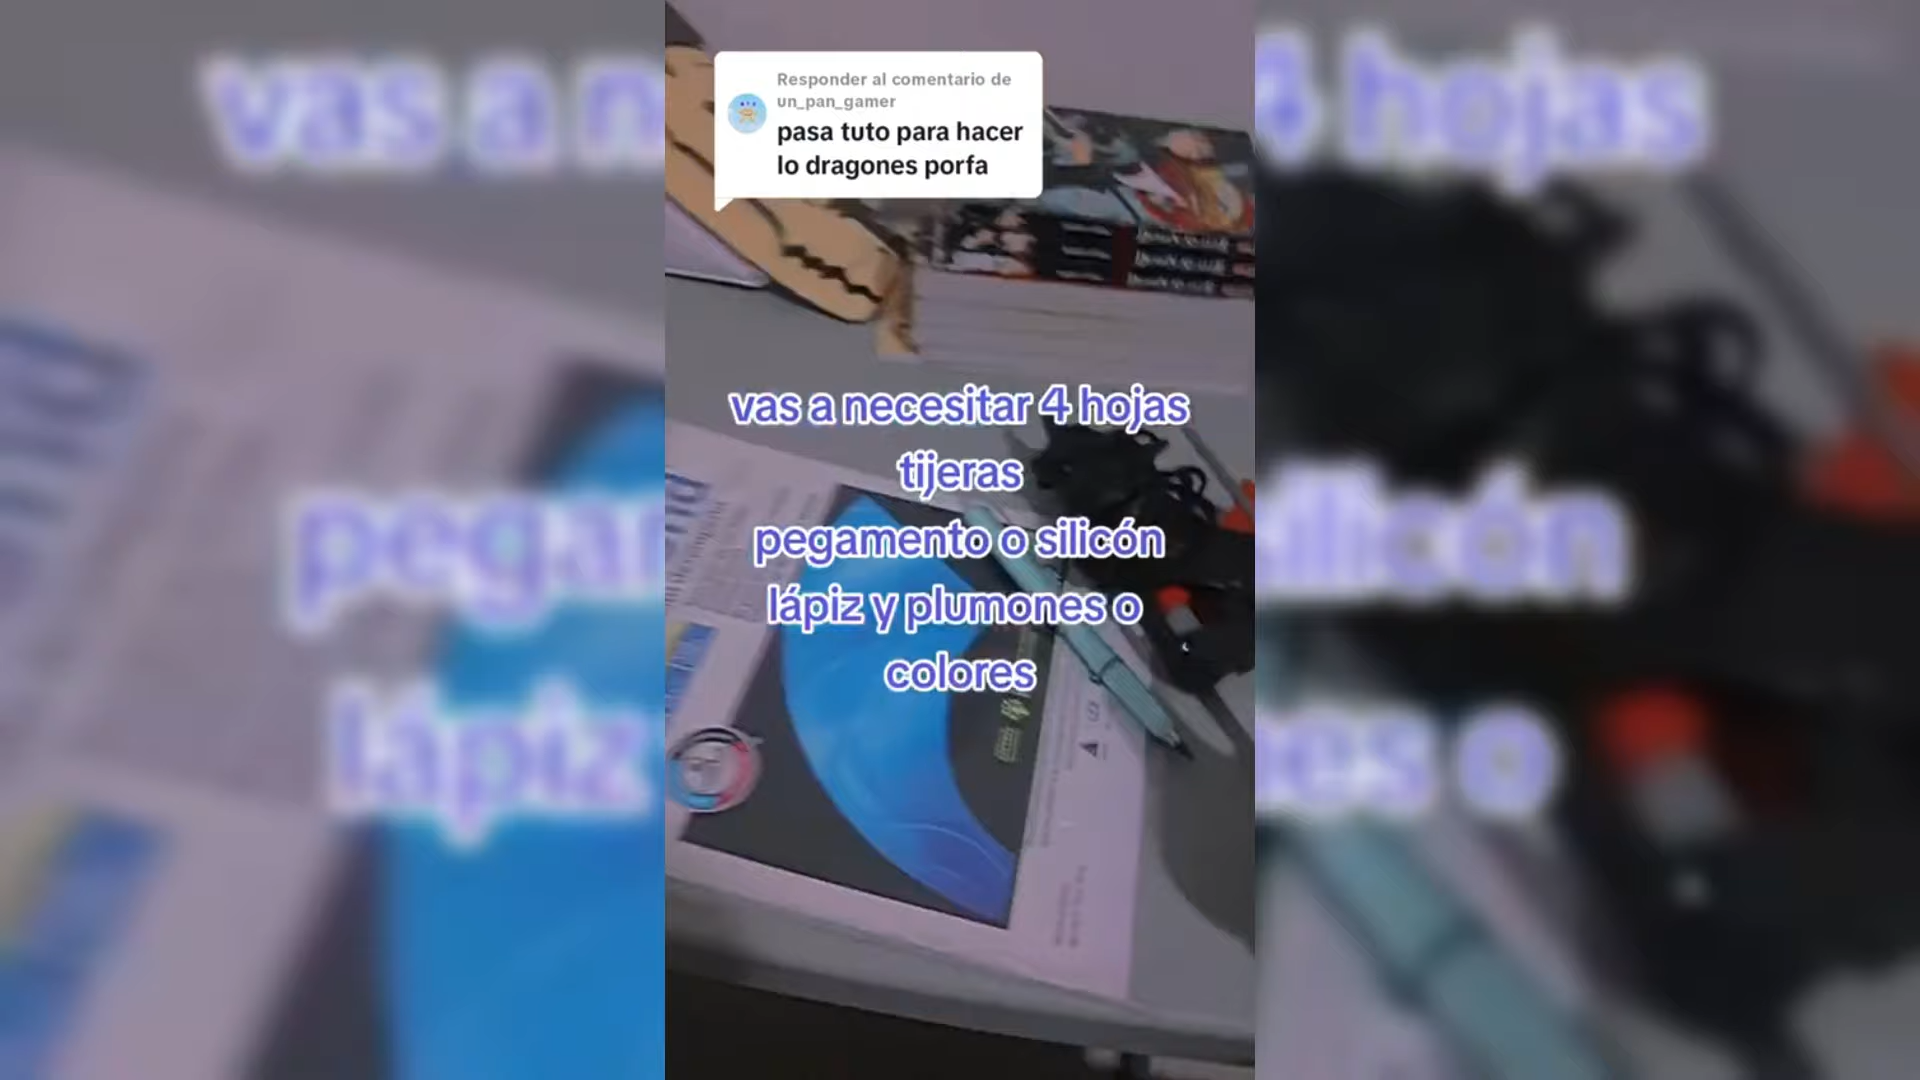 Responder al comentario de
un_pan_gamer
pasa tuto para hacer
lo dragones porfa
vas a necesitar 4 hojas
tijeras
pegamento o silicón
lápiz y plumones o
colores